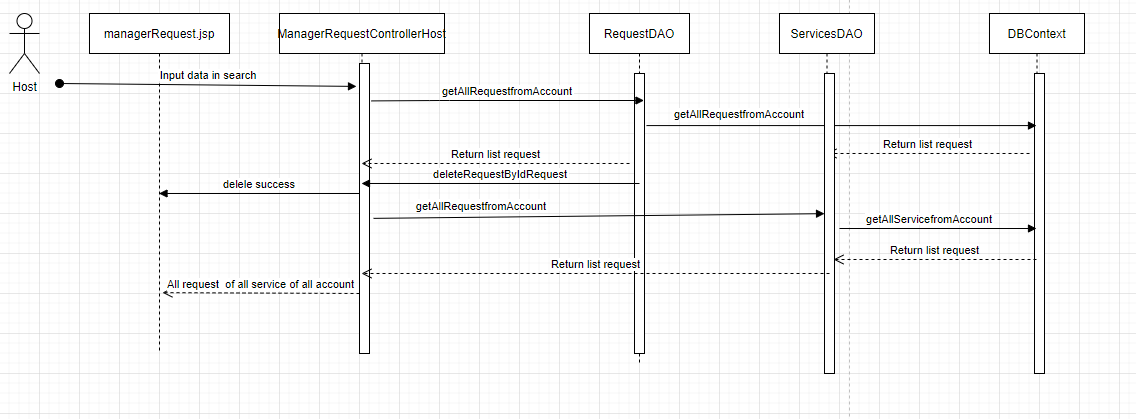 managerRequest.jsp
ManagerRequestControllerHost
RequestDAO
ServicesDAO
DBContext
Host
Input data in search
getAllRequestfromAccount
getAllRequestfromAccount
Return list request
Return list request
deleteRequestByIdRequest
delele success
getAllRequestfromAccount
getAllServicefromAccount
Return list request
Return list request
All request of all service of all account